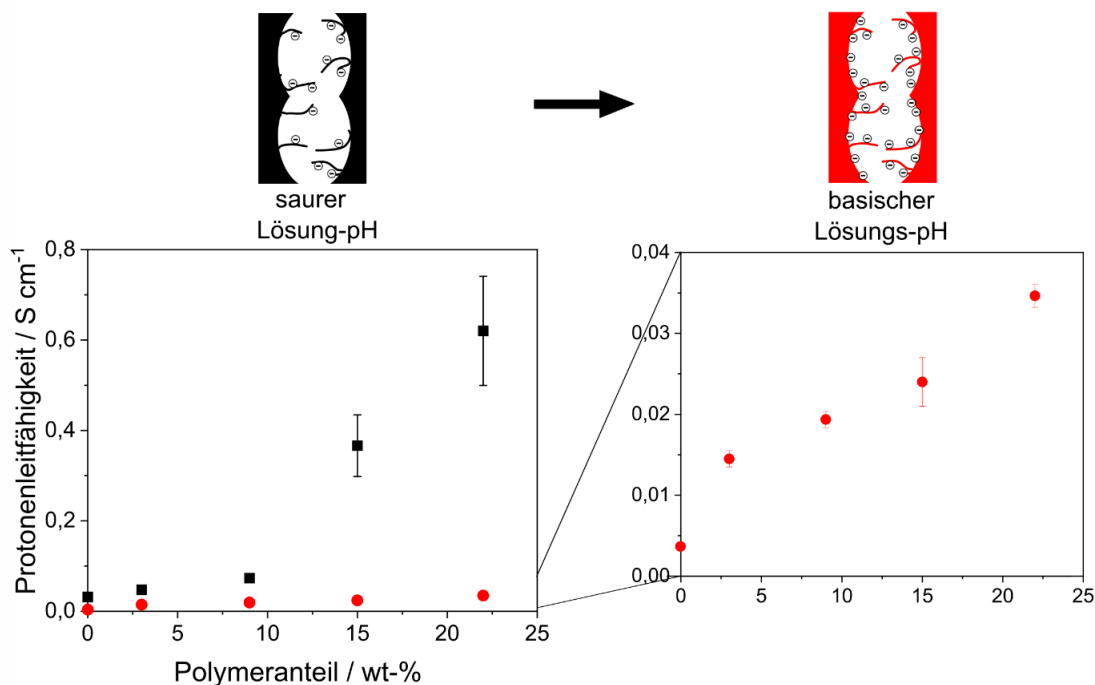 saurer
Lösung-pH
basischer
Lösungs-pH
Protonenleitfähigkeit / S cm⁻¹
0,8
0,6
0,4
0,2
0,0
0 5 10 15 20 25
Polymeranteil / wt-%
0,04
0,03
0,02
0,01
0,00
0 5 10 15 20 25